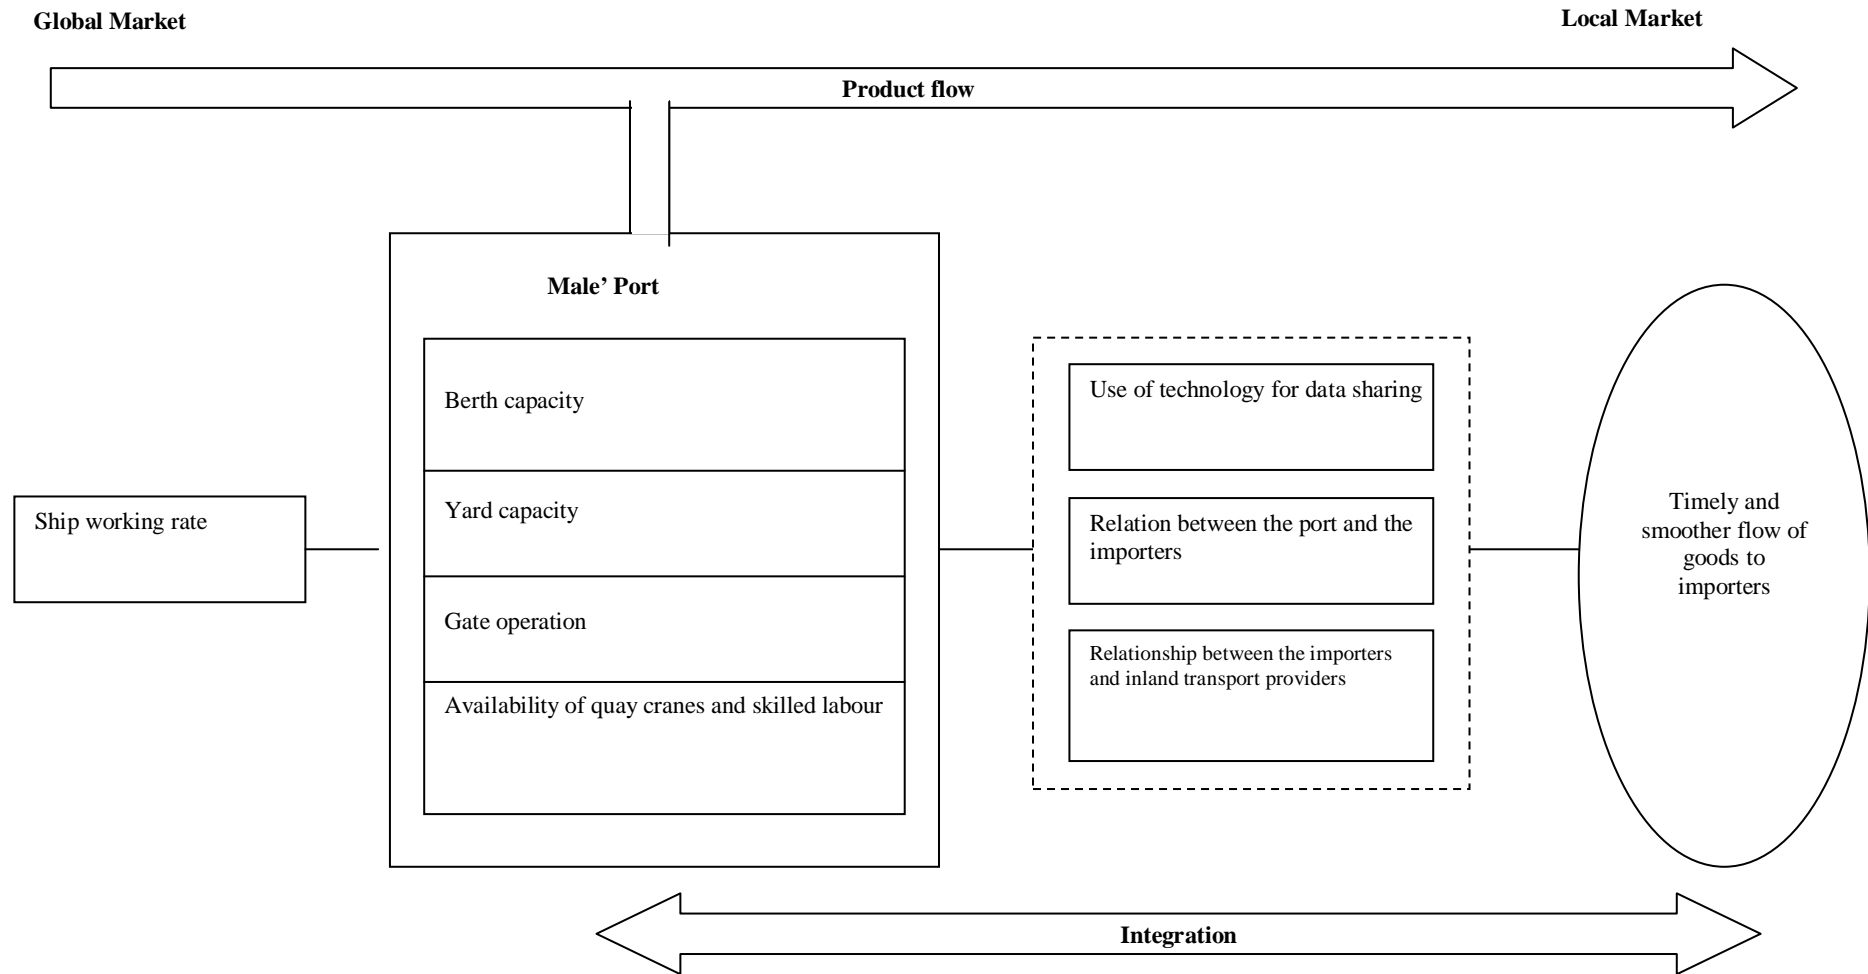 Global Market
Local Market
Product flow
Male’ Port
Berth capacity
Yard capacity
Gate operation
Availability of quay cranes and skilled labour
Ship working rate
Use of technology for data sharing
Relation between the port and the
importers
Relationship between the importers
and inland transport providers
Timely and
smoother flow of
goods to
importers
Integration